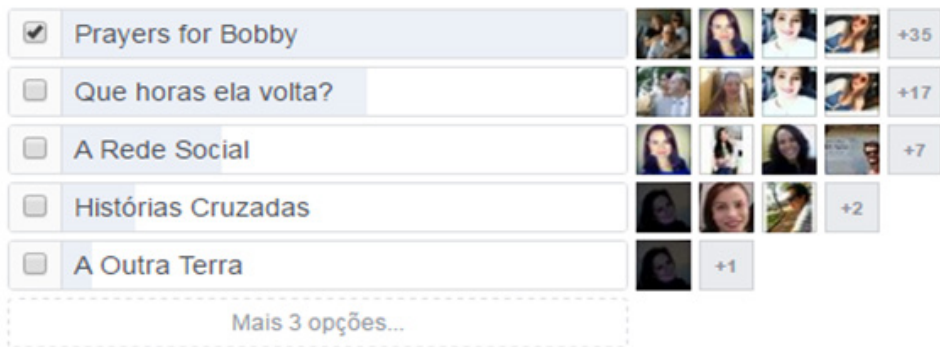 Prayers for Bobby +35
Que horas ela volta? +17
A Rede Social +7
Histórias Cruzadas +2
A Outra Terra +1
Mais 3 opções...